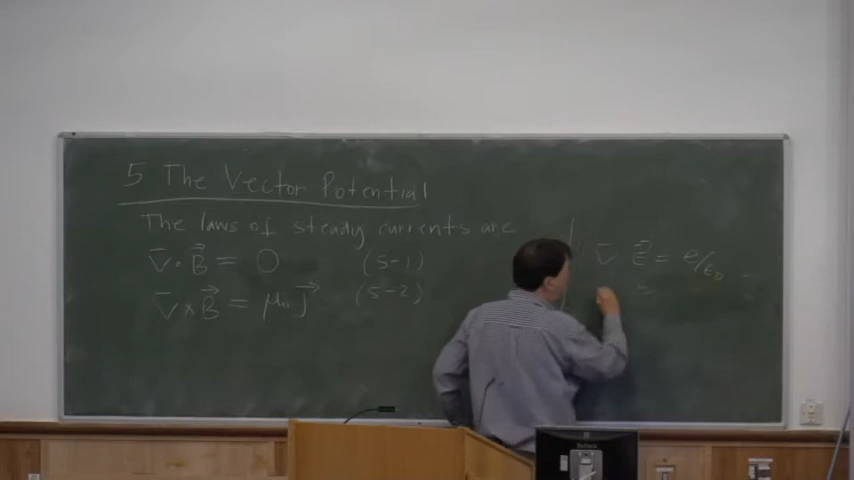 5 The Vector Potential
The laws of steady currents are
∇⃗ · B⃗ = 0 (5-1)
∇⃗ × B⃗ = μ₀ J⃗ (5-2)
∇⃗ E⃗ = ρ/ε₀